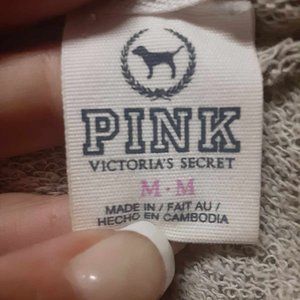 PINK
VICTORIA'S SECRET
M · M
MADE IN / FAIT AU /
HECHO EN CAMBODIA